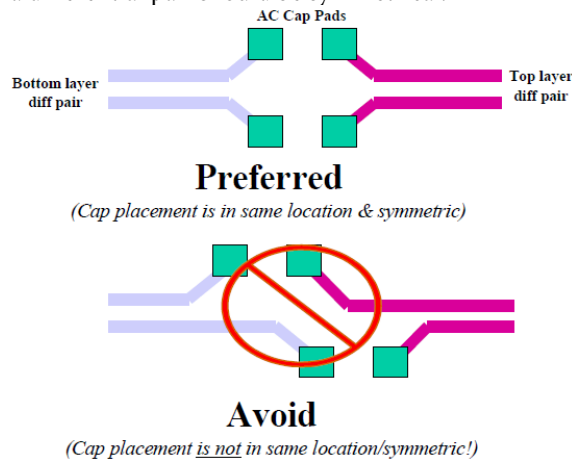 AC Cap Pads
Bottom layer
diff pair
Top layer
diff pair
Preferred
(Cap placement is in same location & symmetric)
Avoid
(Cap placement is not in same location/symmetric!)